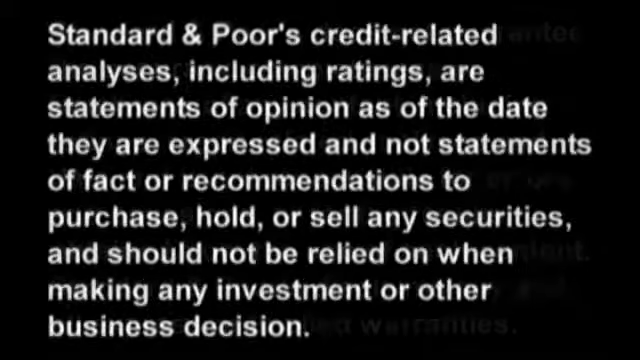 Standard & Poor's credit-related
analyses, including ratings, are
statements of opinion as of the date
they are expressed and not statements
of fact or recommendations to
purchase, hold, or sell any securities,
and should not be relied on when
making any investment or other
business decision.
warranties.